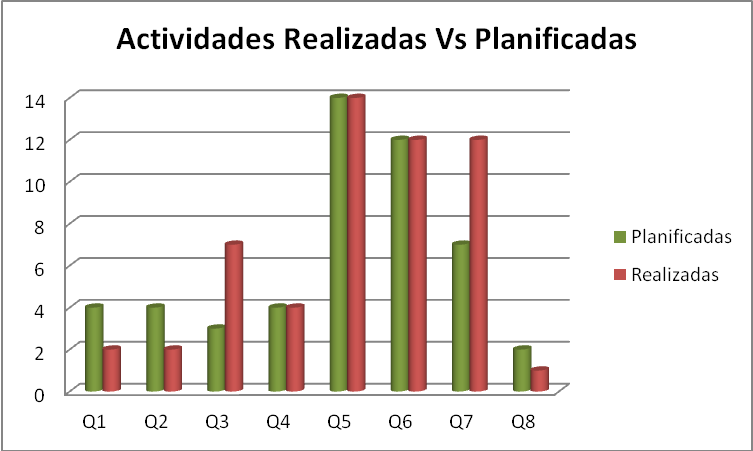 Actividades Realizadas Vs Planificadas
14
12
10
8
6
4
2
0
Q1 Q2 Q3 Q4 Q5 Q6 Q7 Q8
Planificadas
Realizadas